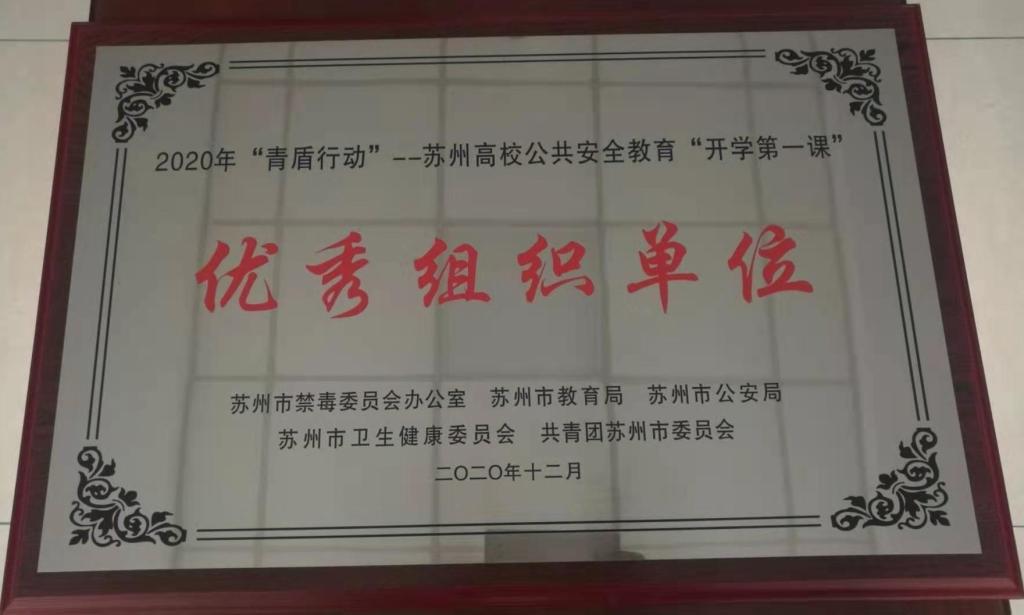 2020年“青盾行动”--苏州高校公共安全教育“开学第一课”
优秀组织单位
苏州市禁毒委员会办公室 苏州市教育局 苏州市公安局
苏州市卫生健康委员会 共青团苏州市委员会
二〇二〇年十二月